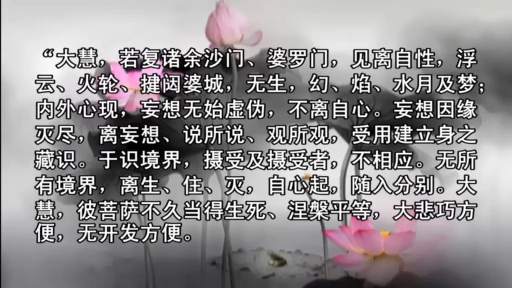 “大慧，若复诸余沙门、婆罗门，见离自性，浮
云、火轮、揵闼婆城，无生，幻、焰、水月及梦；
内外心现，妄想无始虚伪，不离自心。妄想因缘
灭尽，离妄想、说所说、观所观，受用建立身之
藏识。于识境界，摄受及摄受者，不相应。无所
有境界，离生、住、灭，自心起，随入分别。大
慧，彼菩萨不久当得生死、涅槃平等，大悲巧方
便，无开发方便。